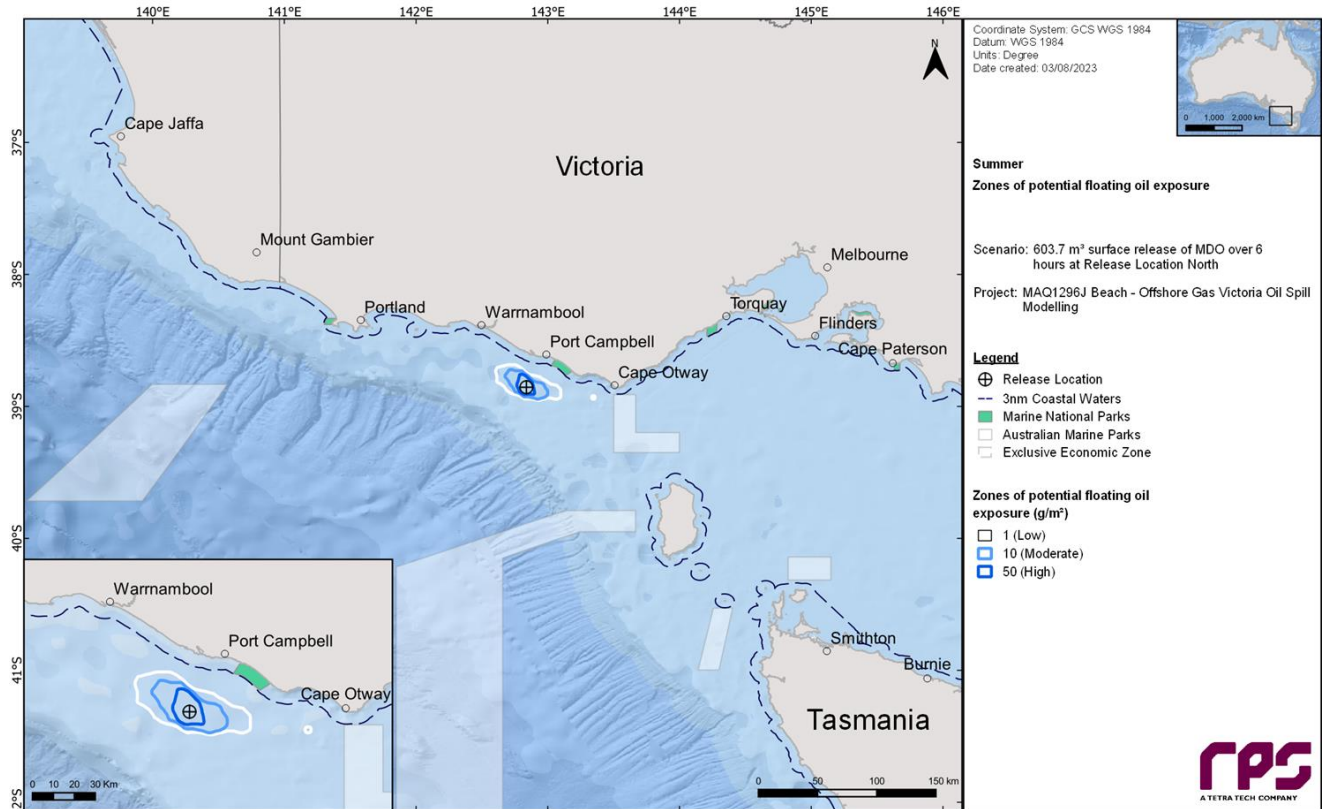 140°E 141°E 142°E 143°E 144°E 145°E 146°E
37°S
38°S
39°S
40°S
41°S
2°S
N
Cape Jaffa
Victoria
Mount Gambier
Melbourne
Portland
Warrnambool
Torquay
Port Campbell
Flinders
Cape Paterson
Cape Otway
Smithton
Burnie
Tasmania
0 50 100 150 km
Warrnambool
Port Campbell
Cape Otway
0 10 20 30 Km
Coordinate System: GCS WGS 1984
Datum: WGS 1984
Units: Degree
Date created: 03/08/2023
0 1,000 2,000 km
Summer
Zones of potential floating oil exposure
Scenario: 603.7 m³ surface release of MDO over 6
hours at Release Location North
Project: MAQ1296J Beach - Offshore Gas Victoria Oil Spill
Modelling
Legend
Release Location
3nm Coastal Waters
Marine National Parks
Australian Marine Parks
Exclusive Economic Zone
Zones of potential floating oil
exposure (g/m²)
1 (Low)
10 (Moderate)
50 (High)
rps
A TETRA TECH COMPANY